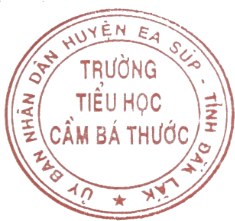 ỦY BAN NHÂN DÂN HUYỆN EA SÚP - TỈNH ĐẮK LẮK
TRƯỜNG
TIỂU HỌC
CẦM BÁ THƯỚC
★